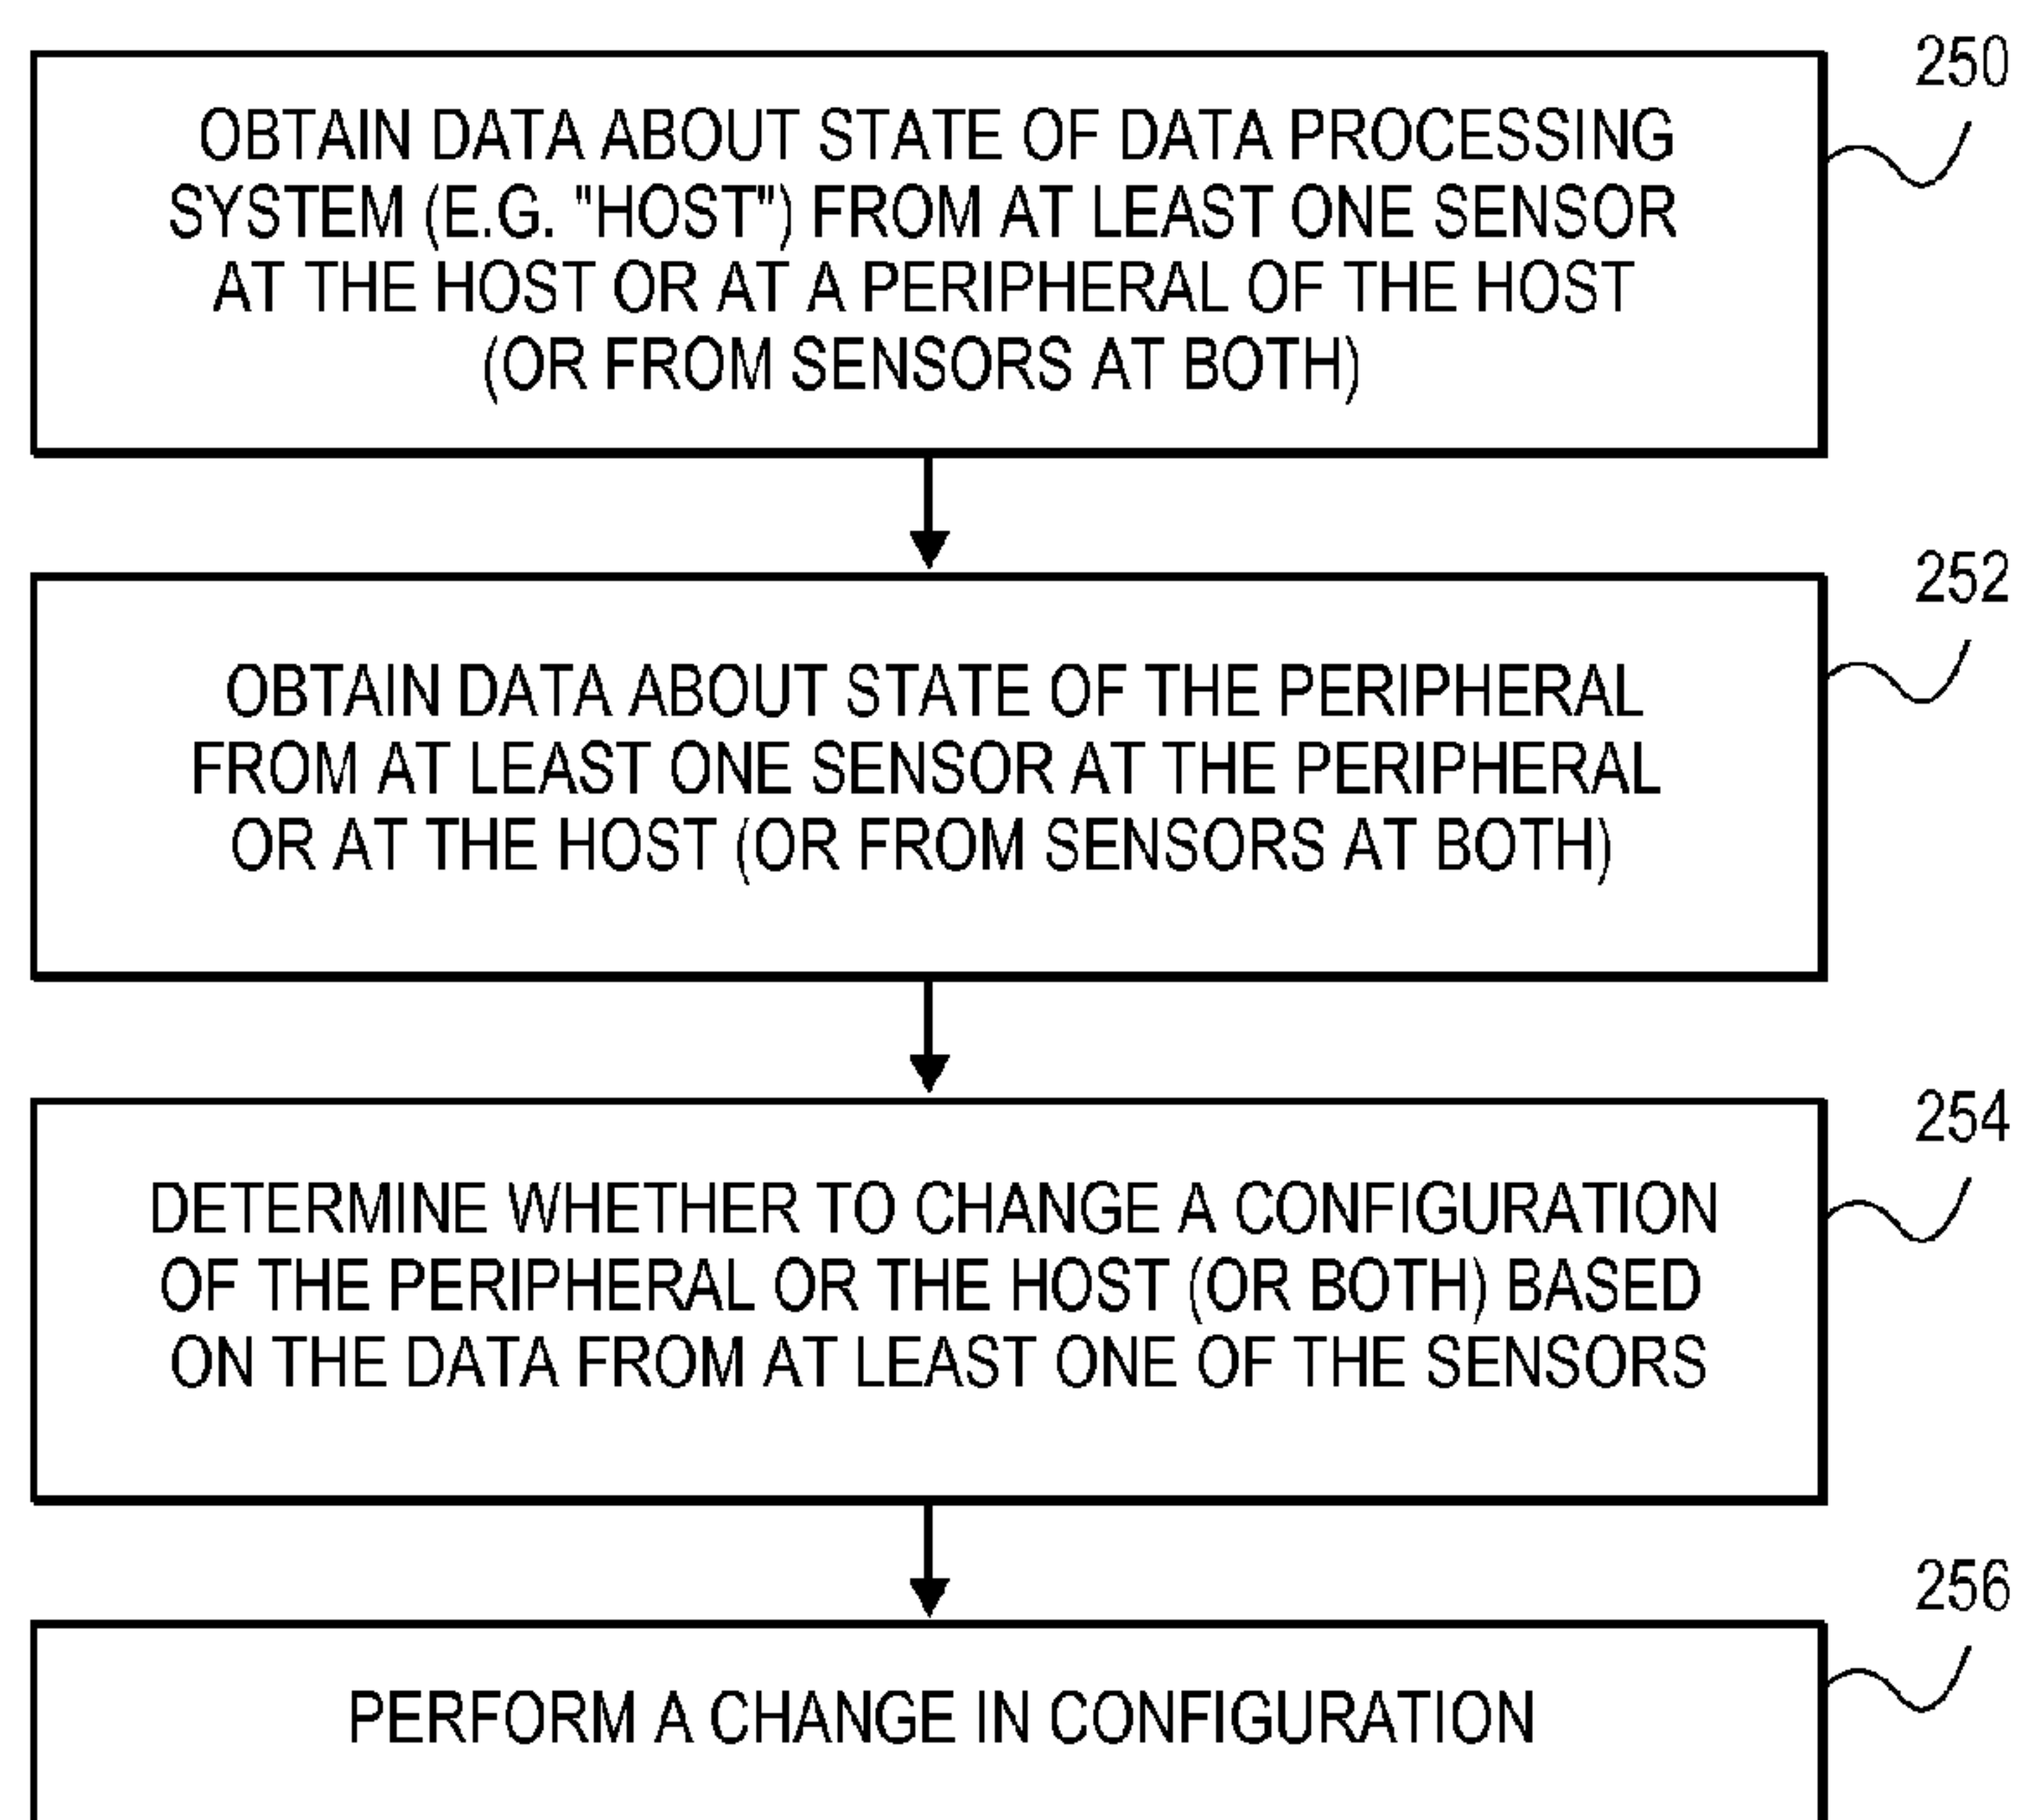 250
OBTAIN DATA ABOUT STATE OF DATA PROCESSING
SYSTEM (E.G. "HOST") FROM AT LEAST ONE SENSOR
AT THE HOST OR AT A PERIPHERAL OF THE HOST
(OR FROM SENSORS AT BOTH)
252
OBTAIN DATA ABOUT STATE OF THE PERIPHERAL
FROM AT LEAST ONE SENSOR AT THE PERIPHERAL
OR AT THE HOST (OR FROM SENSORS AT BOTH)
254
DETERMINE WHETHER TO CHANGE A CONFIGURATION
OF THE PERIPHERAL OR THE HOST (OR BOTH) BASED
ON THE DATA FROM AT LEAST ONE OF THE SENSORS
256
PERFORM A CHANGE IN CONFIGURATION